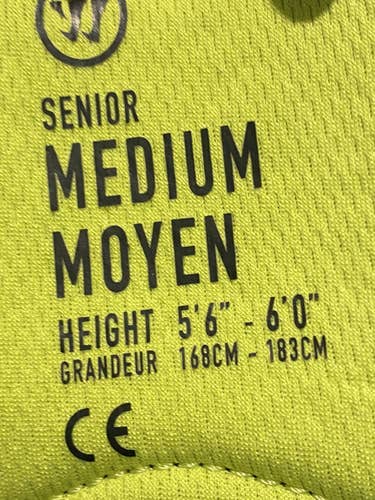 SENIOR
MEDIUM
MOYEN
HEIGHT 5'6" - 6'0"
GRANDEUR 168CM - 183CM
CE